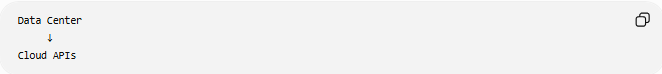 Data Center
↓
Cloud APIs